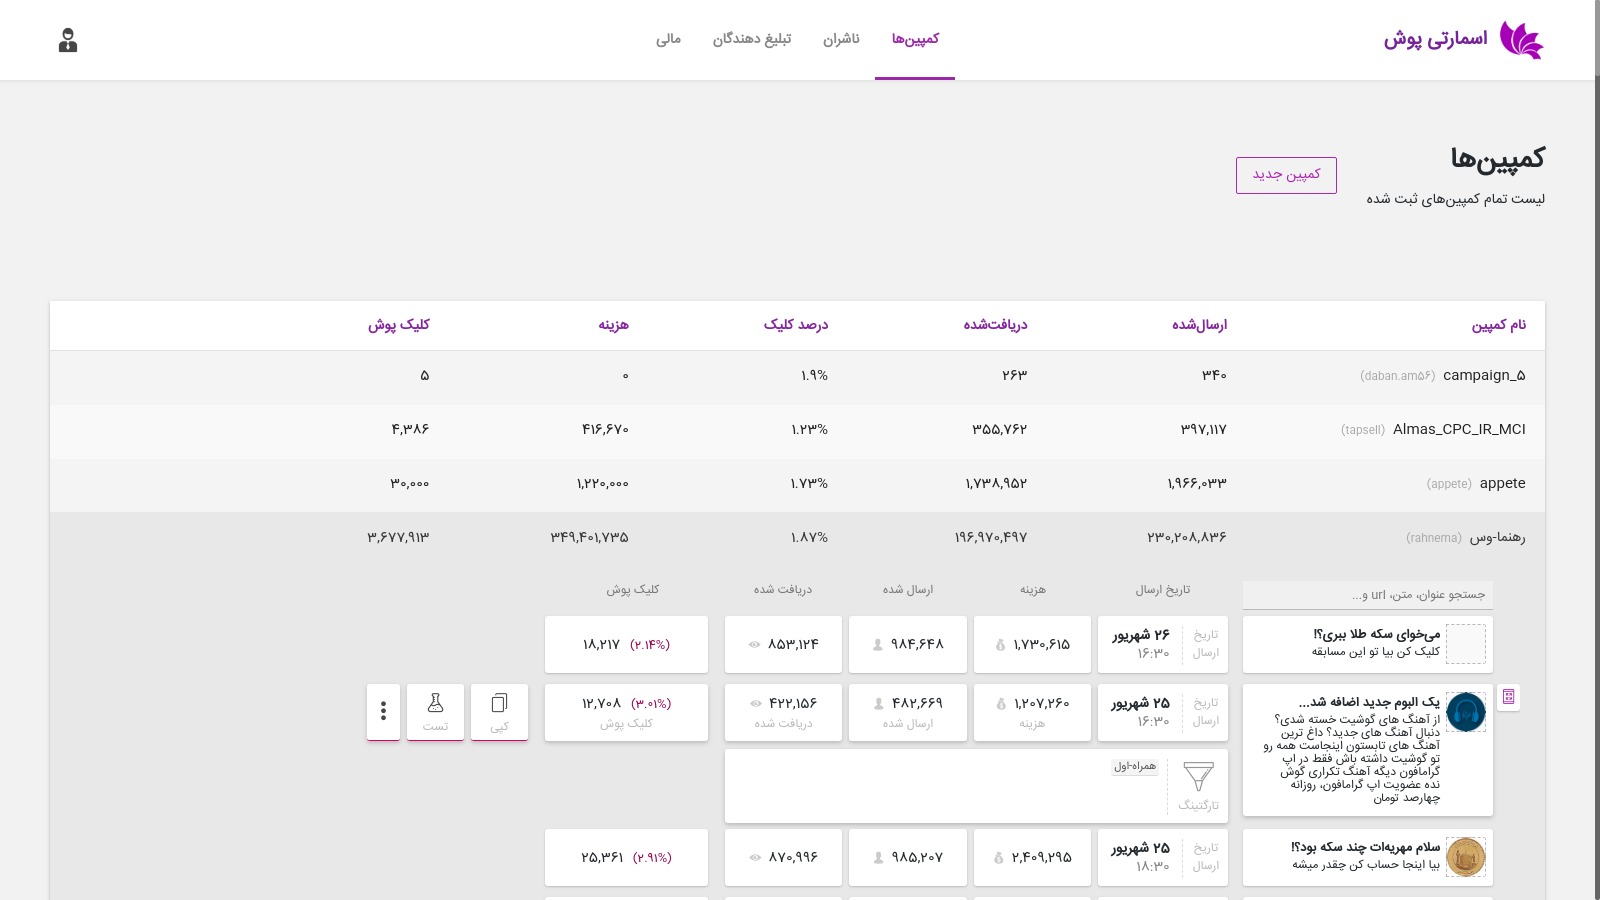 اسمارتی پوش
کمپین‌ها
ناشران
تبلیغ دهندگان
مالی
کمپین‌ها
لیست تمام کمپین‌های ثبت شده
کمپین جدید
نام کمپین ارسال‌شده دریافت‌شده درصد کلیک هزینه کلیک پوش
campaign_۵ (daban.am۵۶) ۳۴۰ ۲۶۳ ۱.۹% ۰ ۵
Almas_CPC_IR_MCI (tapsell) ۳۹۷,۱۱۷ ۳۵۵,۷۶۲ ۱.۲۳% ۴۱۶,۶۷۰ ۴,۳۸۶
appete (appete) ۱,۹۶۶,۰۳۳ ۱,۷۳۸,۹۵۲ ۱.۷۳% ۱,۲۲۰,۰۰۰ ۳۰,۰۰۰
رهنما-وس (rahnema) ۲۳۰,۲۰۸,۸۳۶ ۱۹۶,۹۷۰,۴۹۷ ۱.۸۷% ۳۴۹,۴۰۱,۷۳۵ ۳,۶۷۷,۹۱۳
جستجو عنوان، متن، url و... تاریخ ارسال هزینه ارسال شده دریافت شده کلیک پوش
می‌خوای سکه طلا ببری؟!
کلیک کن بیا تو این مسابقه
تاریخ
ارسال
۲۶ شهریور
۱۶:۳۰
۱,۷۳۰,۶۱۵
۹۸۴,۶۴۸
۸۵۳,۱۲۴
۱۸,۲۱۷ (۲.۱۴%)
یک البوم جدید اضافه شد...
از آهنگ های گوشیت خسته شدی؟
دنبال آهنگ های جدید؟ داغ ترین
آهنگ های تابستون اینجاست همه رو
تو گوشیت داشته باش فقط در اپ
گرامافون دیگه آهنگ تکراری گوش
نده عضویت اپ گرامافون، روزانه
چهارصد تومان
تاریخ
ارسال
۲۵ شهریور
۱۶:۳۰
۱,۲۰۷,۲۶۰
هزینه
۴۸۲,۶۶۹
ارسال شده
۴۲۲,۱۵۶
دریافت شده
۱۲,۷۰۸ (۳.۰۱%)
کلیک پوش
کپی
تست
تارگتینگ
همراه-اول
سلام مهریه‌ات چند سکه بود؟!
بیا اینجا حساب کن چقدر میشه
تاریخ
ارسال
۲۵ شهریور
۱۸:۳۰
۲,۴۰۹,۲۹۵
۹۸۵,۲۰۷
۸۷۰,۹۹۶
۲۵,۳۶۱ (۲.۹۱%)